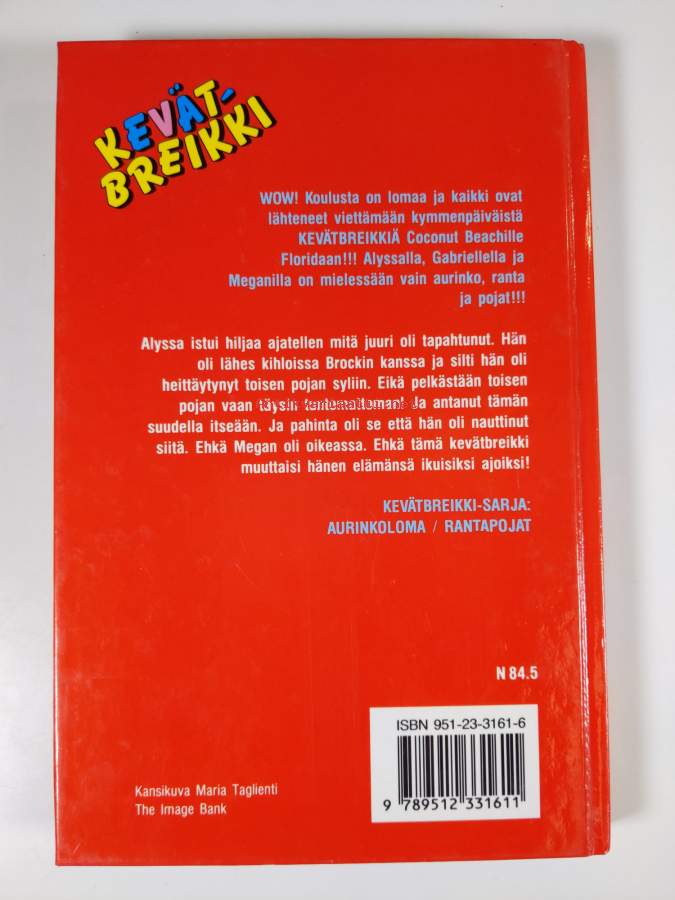 KEVÄT-
BREIKKI
WOW! Koulusta on lomaa ja kaikki ovat
lähteneet viettämään kymmenpäiväistä
KEVÄTBREIKKIÄ Coconut Beachille
Floridaan!!! Alyssalla, Gabriellella ja
Meganilla on mielessään vain aurinko, ranta
ja pojat!!!
Alyssa istui hiljaa ajatellen mitä juuri oli tapahtunut. Hän
oli lähes kihloissa Brockin kanssa ja silti hän oli
heittäytynyt toisen pojan syliin. Eikä pelkästään toisen
pojan vaan täysin tuntemattoman! Ja antanut tämän
suudella itseään. Ja pahinta oli se että hän oli nauttinut
siitä. Ehkä Megan oli oikeassa. Ehkä tämä kevätbreikki
muuttaisi hänen elämänsä ikuisiksi ajoiksi!
KEVÄTBREIKKI-SARJA:
AURINKOLOMA / RANTAPOJAT
N 84.5
ISBN 951-23-3161-6
9 789512 331611
Kansikuva Maria Taglienti
The Image Bank